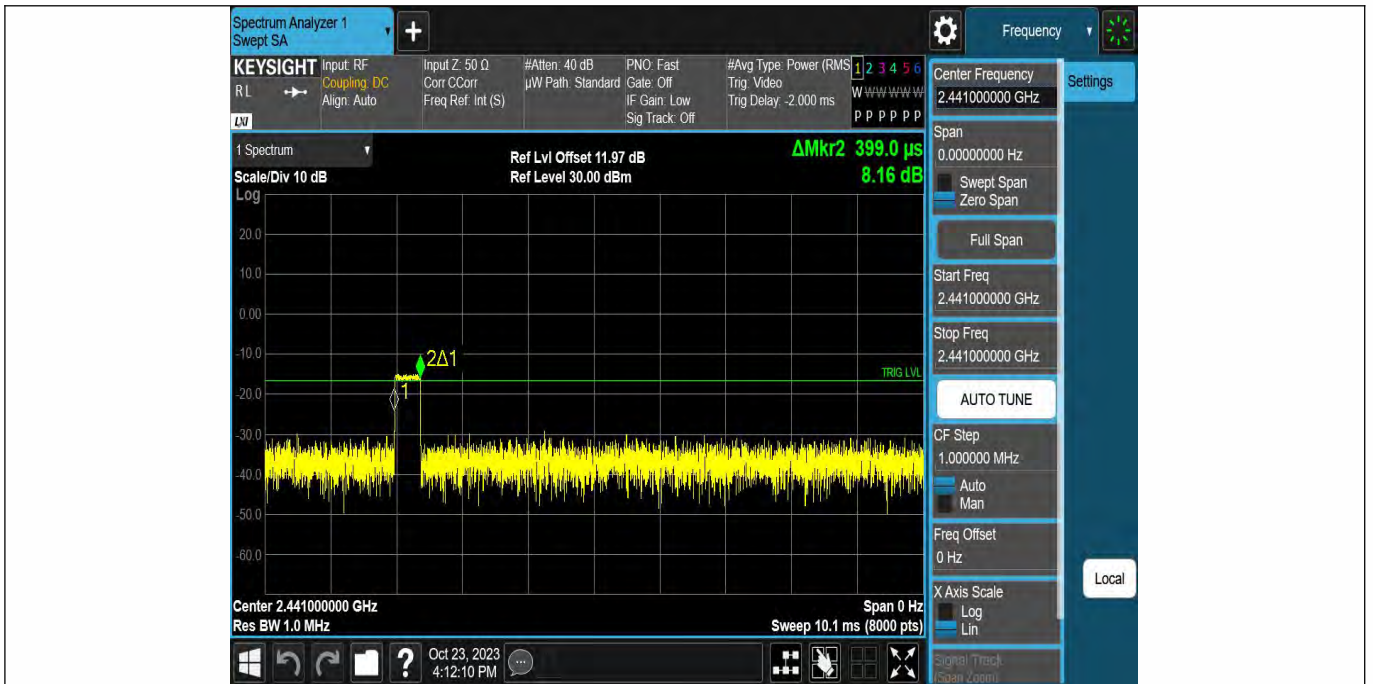 Spectrum Analyzer 1
Swept SA
+
Frequency
KEYSIGHT
RL
LXI
Input: RF
Coupling: DC
Align: Auto
Input Z: 50 Ω
Corr CCorr
Freq Ref: Int (S)
#Atten: 40 dB
µW Path: Standard
PNO: Fast
Gate: Off
IF Gain: Low
Sig Track: Off
#Avg Type: Power (RMS
Trig: Video
Trig Delay: -2.000 ms
1 2 3 4 5 6
W W W W W W
P P P P P P
Center Frequency
2.441000000 GHz
Settings
1 Spectrum
Scale/Div 10 dB
Log
Ref Lvl Offset 11.97 dB
Ref Level 30.00 dBm
ΔMkr2 399.0 µs
8.16 dB
20.0
10.0
0.00
-10.0
-20.0
-30.0
-40.0
-50.0
-60.0
2Δ1
1
TRIG LVL
Span
0.00000000 Hz
Swept Span
Zero Span
Full Span
Start Freq
2.441000000 GHz
Stop Freq
2.441000000 GHz
AUTO TUNE
CF Step
1.000000 MHz
Auto
Man
Freq Offset
0 Hz
X Axis Scale
Log
Lin
Signal Track
(Span Zoom)
Local
Center 2.441000000 GHz
Res BW 1.0 MHz
Span 0 Hz
Sweep 10.1 ms (8000 pts)
?
Oct 23, 2023
4:12:10 PM